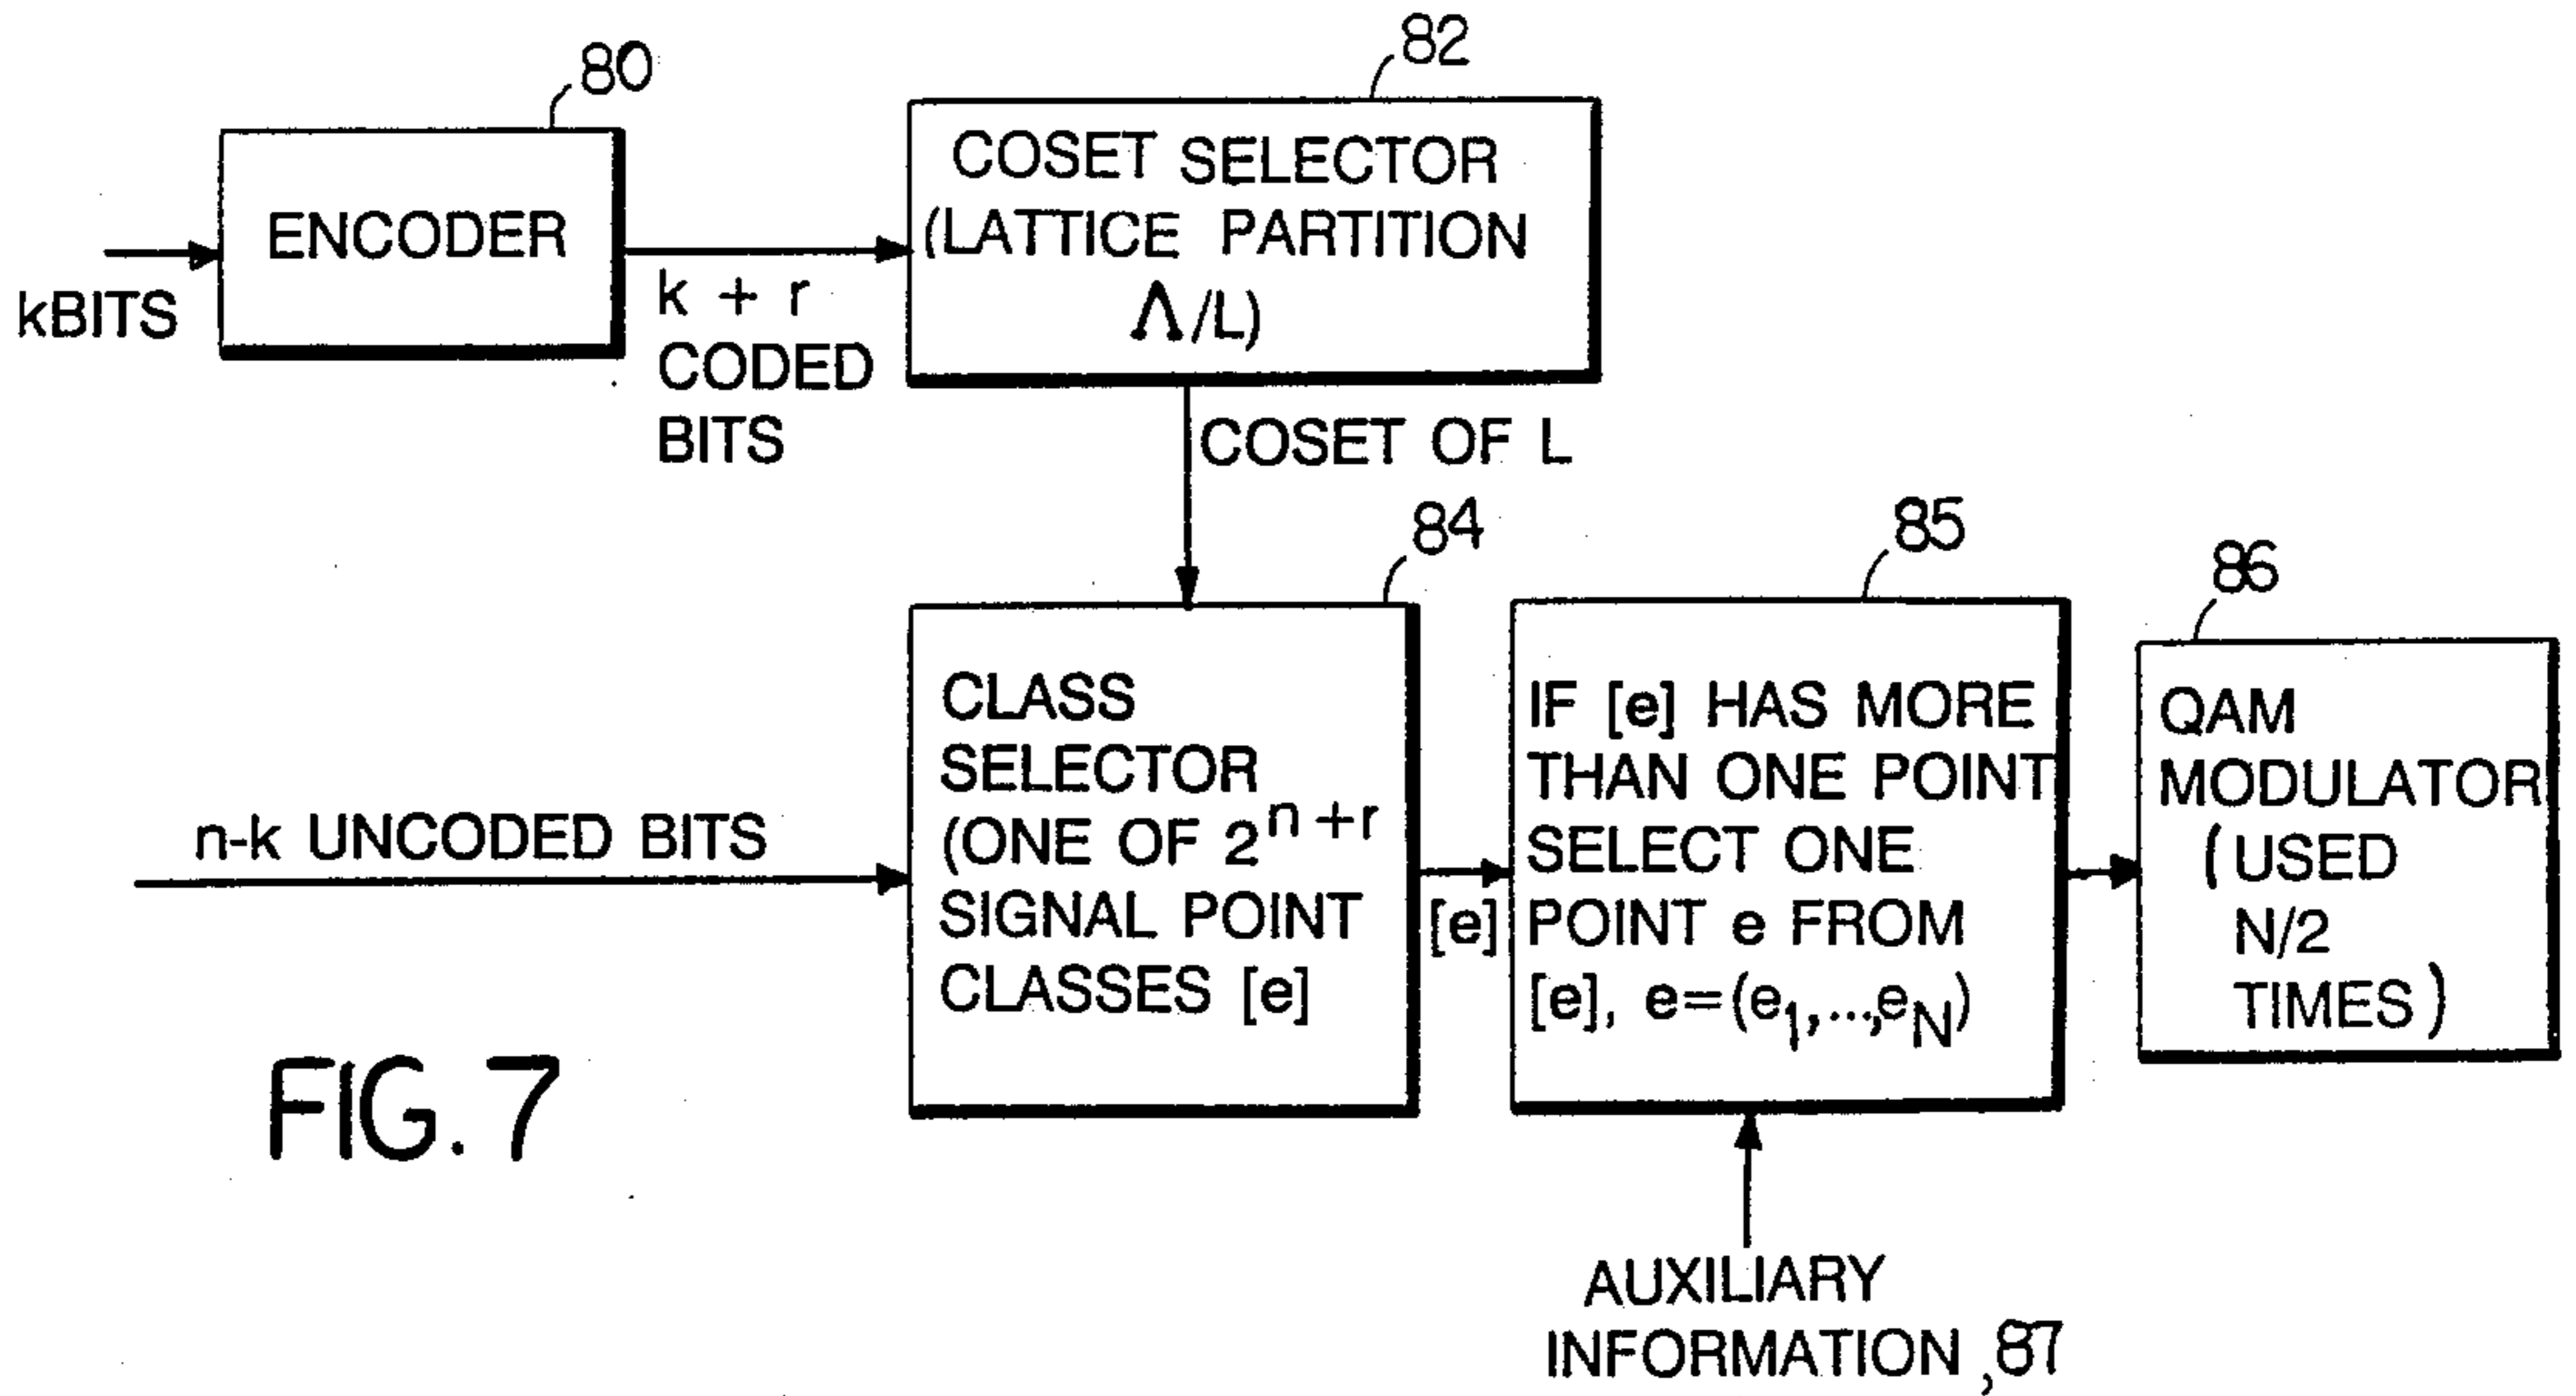 80
ENCODER
kBITS
k + r
CODED
BITS
82
COSET SELECTOR
(LATTICE PARTITION
Λ/L)
COSET OF L
84
CLASS
SELECTOR
(ONE OF 2^{n+r}
SIGNAL POINT
CLASSES [e]
n-k UNCODED BITS
[e]
85
IF [e] HAS MORE
THAN ONE POINT
SELECT ONE
POINT e FROM
[e], e=(e₁,...,e_N)
86
QAM
MODULATOR
(USED
N/2
TIMES)
AUXILIARY
INFORMATION,87
FIG. 7